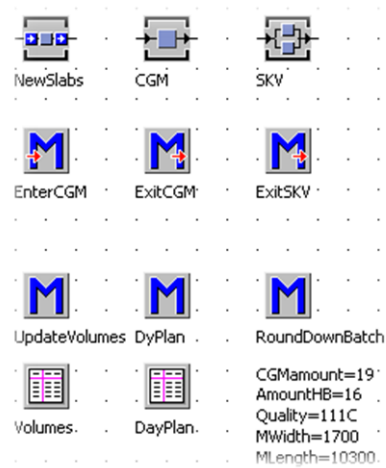 NewSlabs CGM SKV
M M M
EnterCGM ExitCGM ExitSKV
M M M
UpdateVolumes DyPlan RoundDownBatch
Volumes DayPlan
CGMamount=19
AmountHB=16
Quality=111C
MWidth=1700
MLength=10300